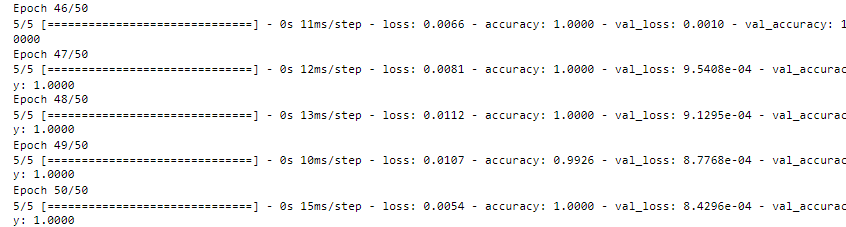 Epoch 46/50
5/5 [==============================] - 0s 11ms/step - loss: 0.0066 - accuracy: 1.0000 - val_loss: 0.0010 - val_accuracy: 1
0000
Epoch 47/50
5/5 [==============================] - 0s 12ms/step - loss: 0.0081 - accuracy: 1.0000 - val_loss: 9.5408e-04 - val_accurac
y: 1.0000
Epoch 48/50
5/5 [==============================] - 0s 13ms/step - loss: 0.0112 - accuracy: 1.0000 - val_loss: 9.1295e-04 - val_accurac
y: 1.0000
Epoch 49/50
5/5 [==============================] - 0s 10ms/step - loss: 0.0107 - accuracy: 0.9926 - val_loss: 8.7768e-04 - val_accurac
y: 1.0000
Epoch 50/50
5/5 [==============================] - 0s 15ms/step - loss: 0.0054 - accuracy: 1.0000 - val_loss: 8.4296e-04 - val_accurac
y: 1.0000